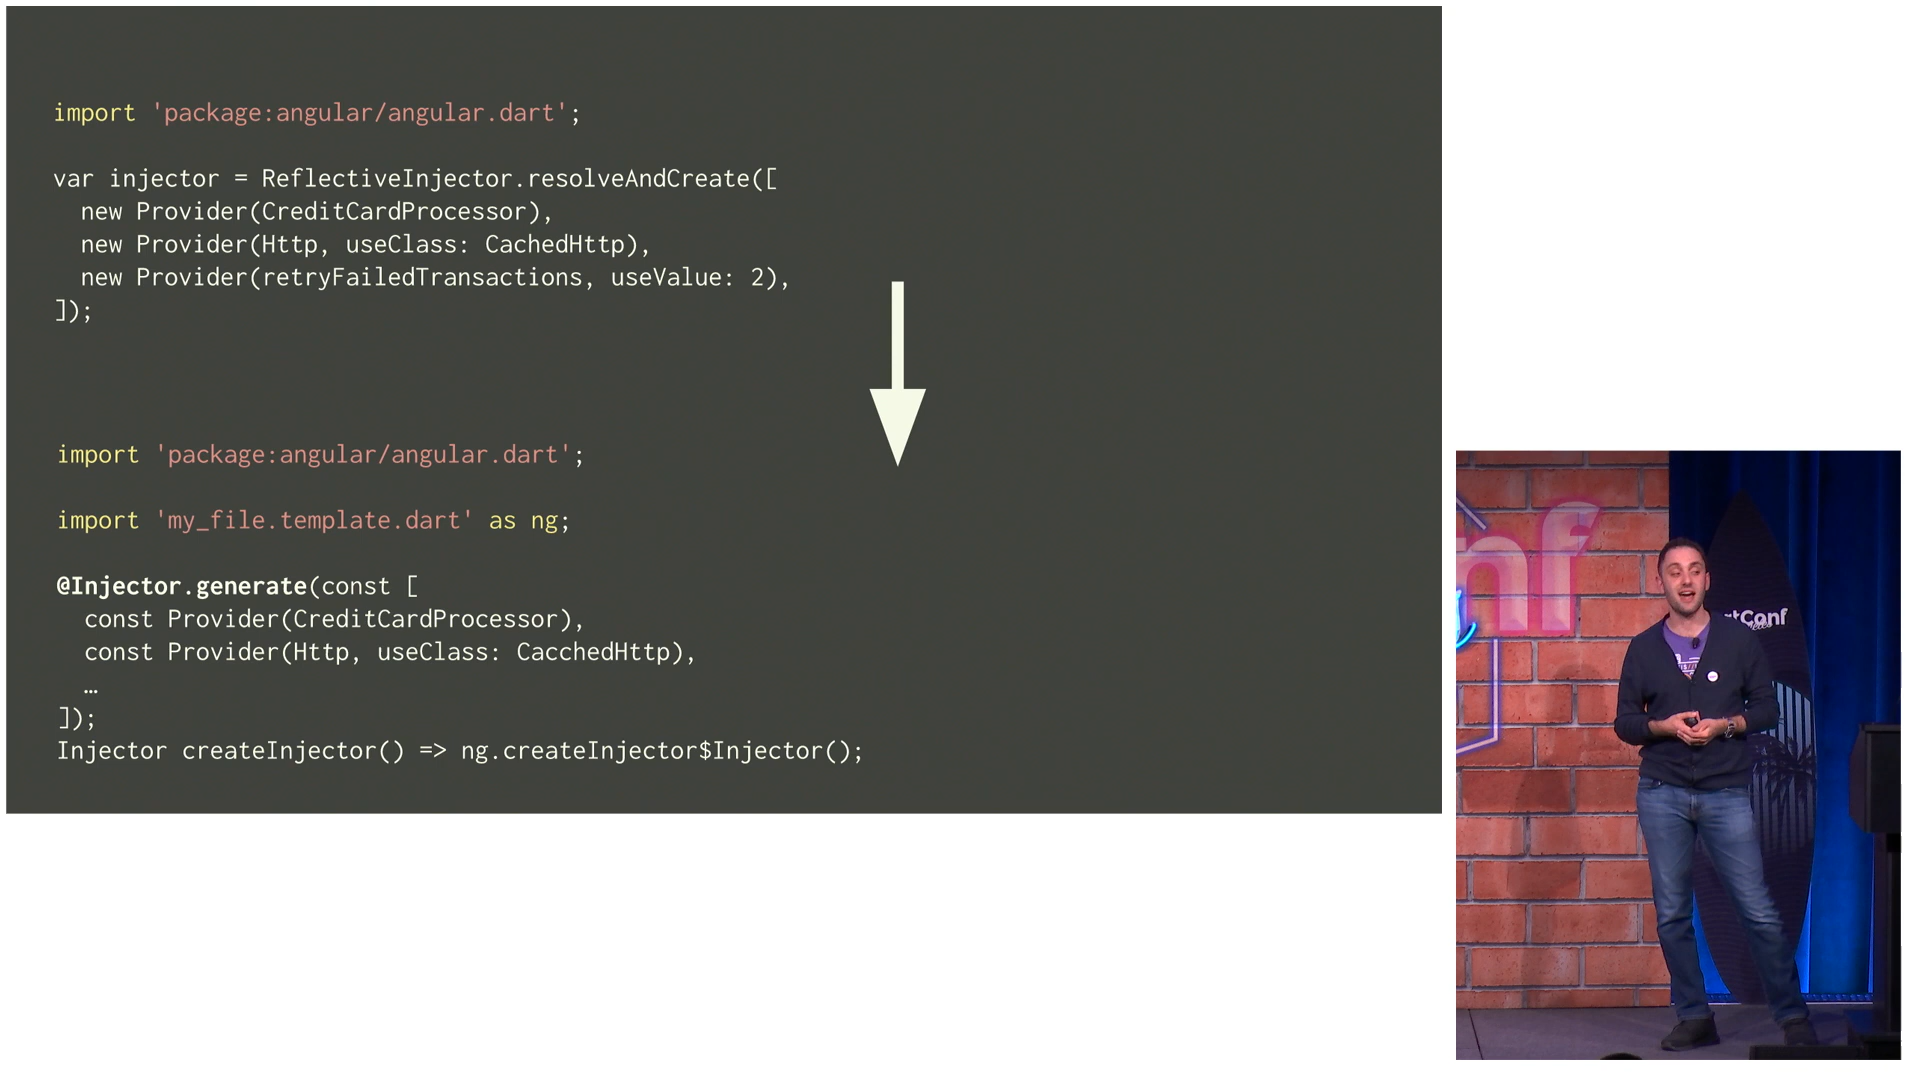 import 'package:angular/angular.dart';
var injector = ReflectiveInjector.resolveAndCreate([
new Provider(CreditCardProcessor),
new Provider(Http, useClass: CachedHttp),
new Provider(retryFailedTransactions, useValue: 2),
]);
import 'package:angular/angular.dart';
import 'my_file.template.dart' as ng;
@Injector.generate(const [
const Provider(CreditCardProcessor),
const Provider(Http, useClass: CacchedHttp),
…
]);
Injector createInjector() => ng.createInjector$Injector();
nf
rtConf